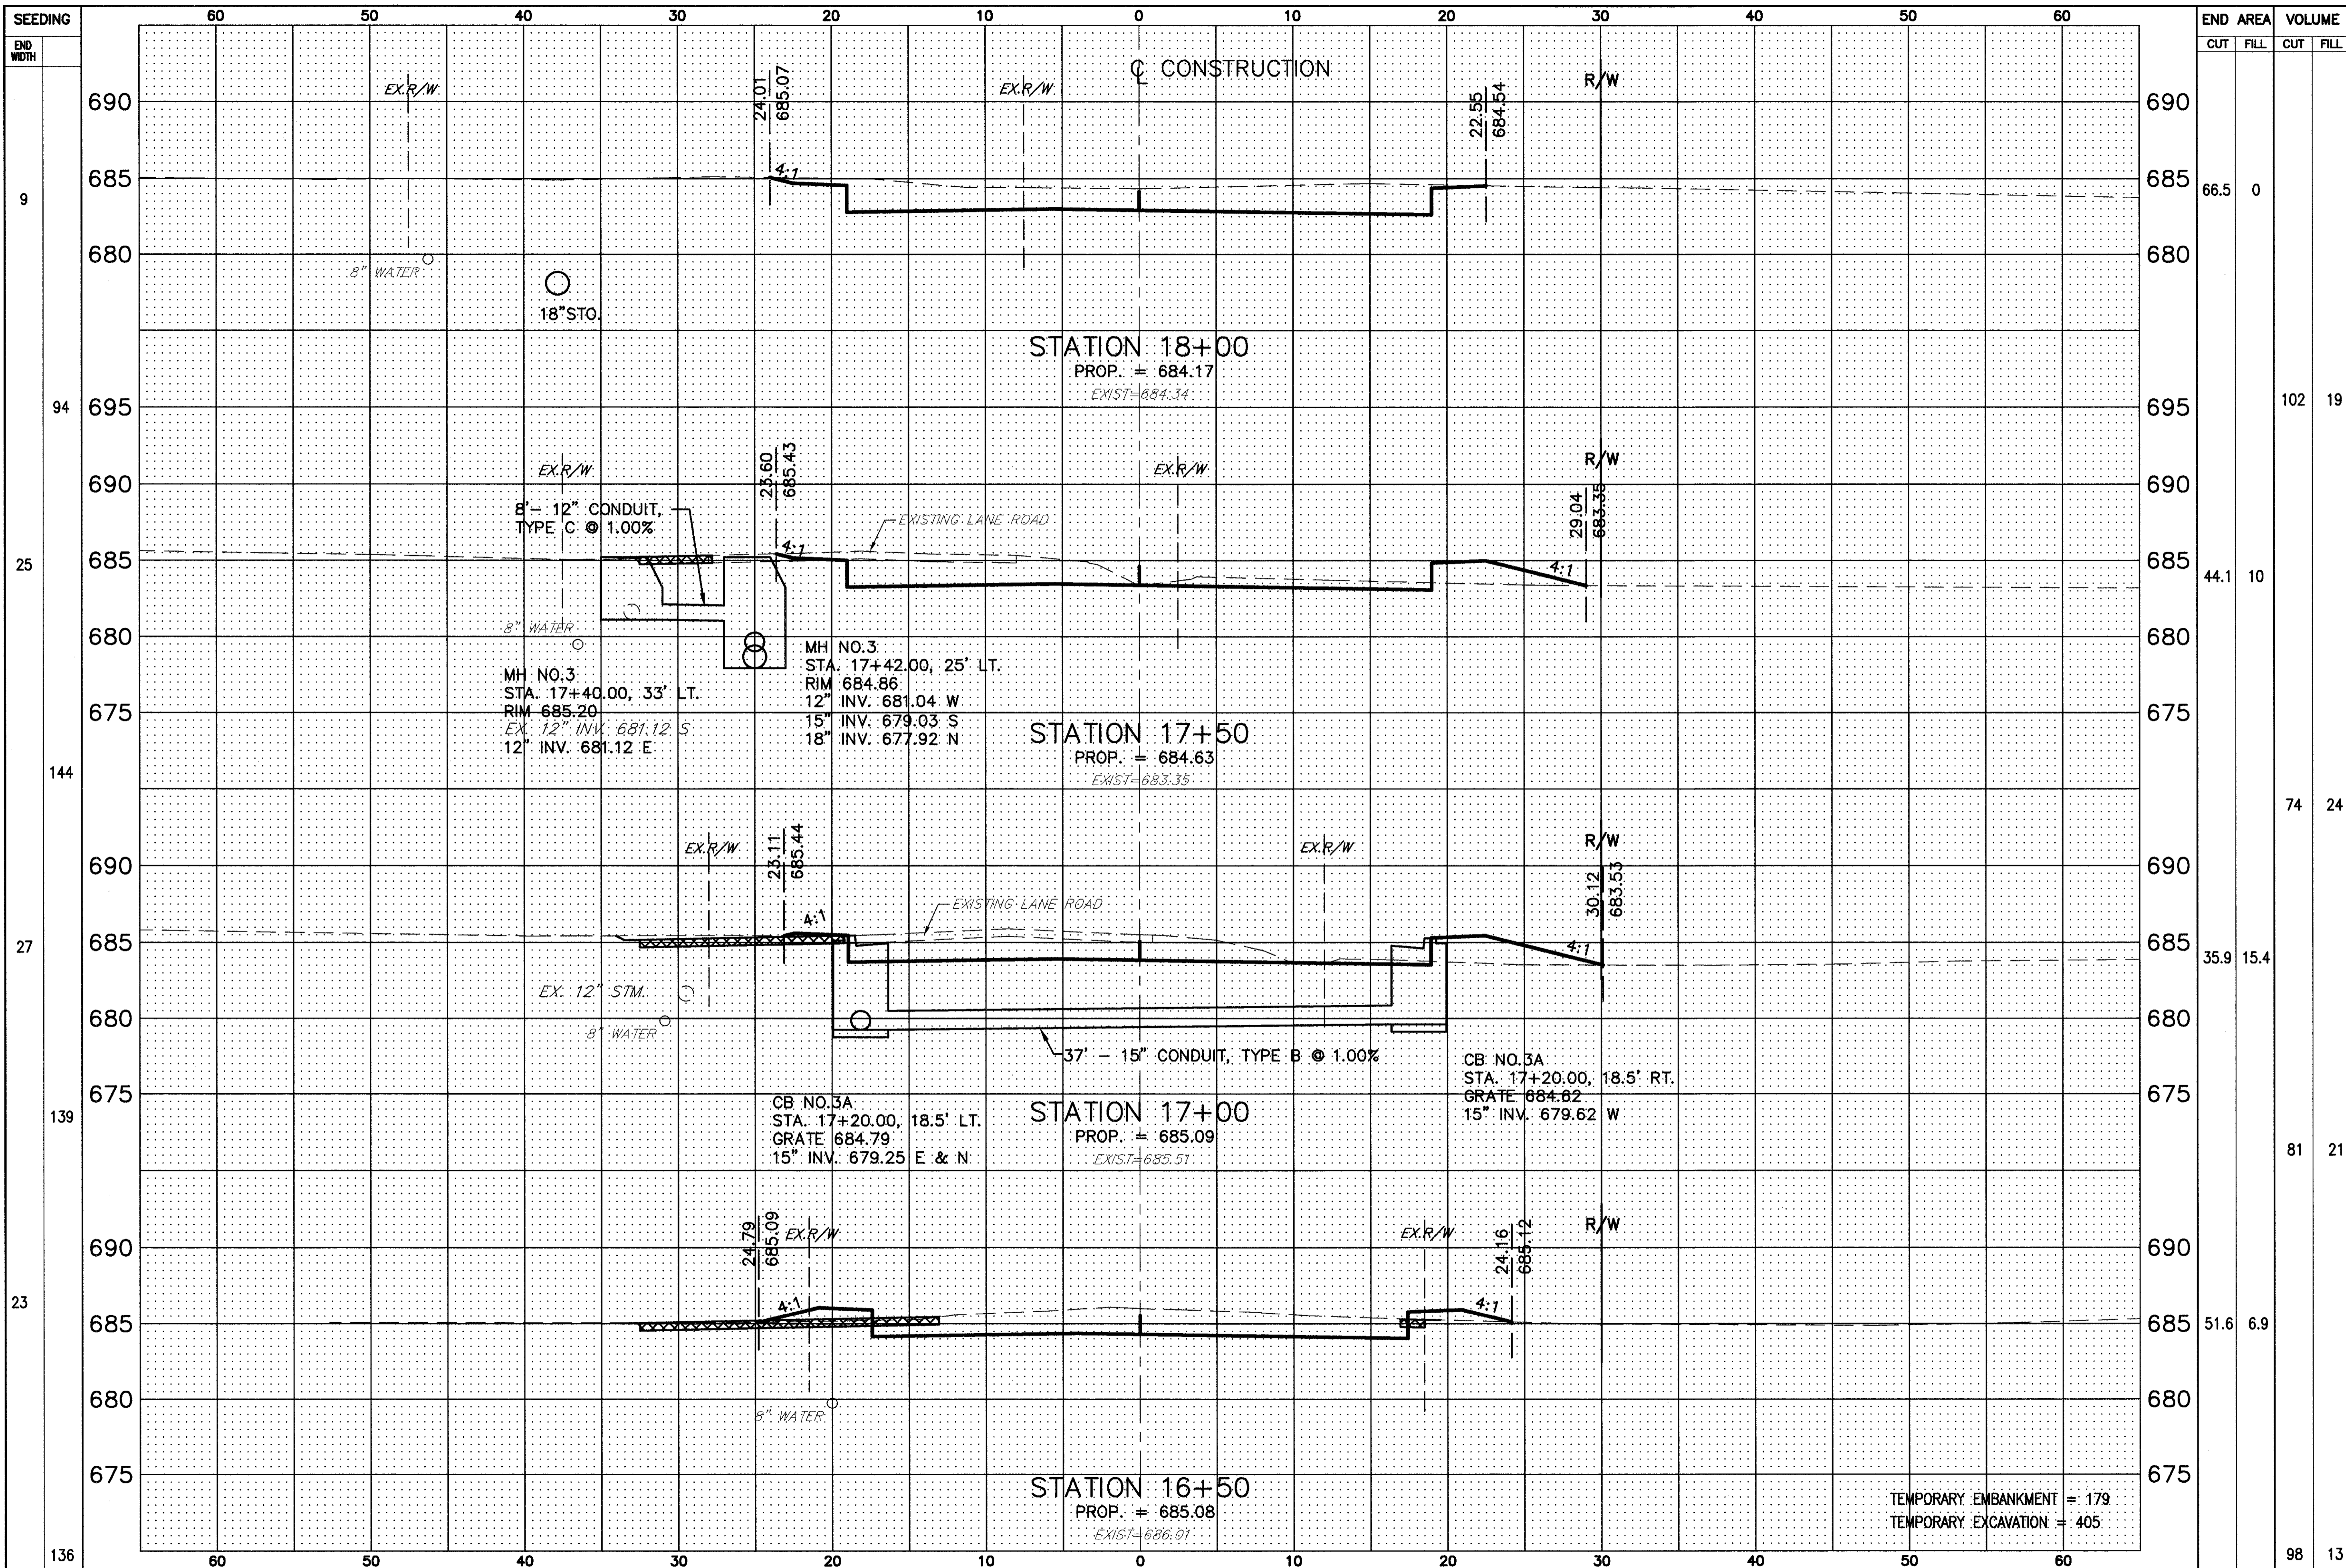 SEEDING
END WIDTH
60 50 40 30 20 10 0 10 20 30 40 50 60
END AREA VOLUME
CUT FILL CUT FILL
℄ CONSTRUCTION
EX.R/W
24.01
685.07
EX.R/W
22.55
684.54
R/W
690 690
4:1
685 685
9
66.5 0
680 680
8" WATER
18"STO.
STATION 18+00
PROP. = 684.17
EXIST=684.34
94
695 695
102 19
EX.R/W
23.60
685.43
EX.R/W
29.04
683.35
R/W
690 690
8'- 12" CONDUIT,
TYPE C @ 1.00%
EXISTING LANE ROAD
4:1
685 685
4:1
25
44.1 10
8" WATER
680 680
MH NO.3
STA. 17+40.00, 33' LT.
RIM 685.20
EX. 12" INV. 681.12 S
12" INV. 681.12 E
MH NO.3
STA. 17+42.00, 25' LT.
RIM 684.86
12" INV. 681.04 W
15" INV. 679.03 S
18" INV. 677.92 N
675 675
STATION 17+50
PROP. = 684.63
EXIST=683.35
144
74 24
EX.R/W
23.11
685.44
EX.R/W
R/W
30.12
683.53
690 690
EXISTING LANE ROAD
4:1
685 685
4:1
27
35.9 15.4
EX. 12" STM.
8" WATER
680 680
37' - 15" CONDUIT, TYPE B @ 1.00%
CB NO.3A
STA. 17+20.00, 18.5' RT.
GRATE 684.62
15" INV. 679.62 W
675 675
CB NO.3A
STA. 17+20.00, 18.5' LT.
GRATE 684.79
15" INV. 679.25 E & N
STATION 17+00
PROP. = 685.09
EXIST=685.51
139
81 21
24.79
685.09
EX.R/W
EX.R/W
24.16
685.12
R/W
690 690
4:1
4:1
23
685 685
51.6 6.9
680 680
8" WATER
675 675
STATION 16+50
PROP. = 685.08
EXIST=686.01
TEMPORARY EMBANKMENT = 179
TEMPORARY EXCAVATION = 405
136
98 13
60 50 40 30 20 10 0 10 20 30 40 50 60